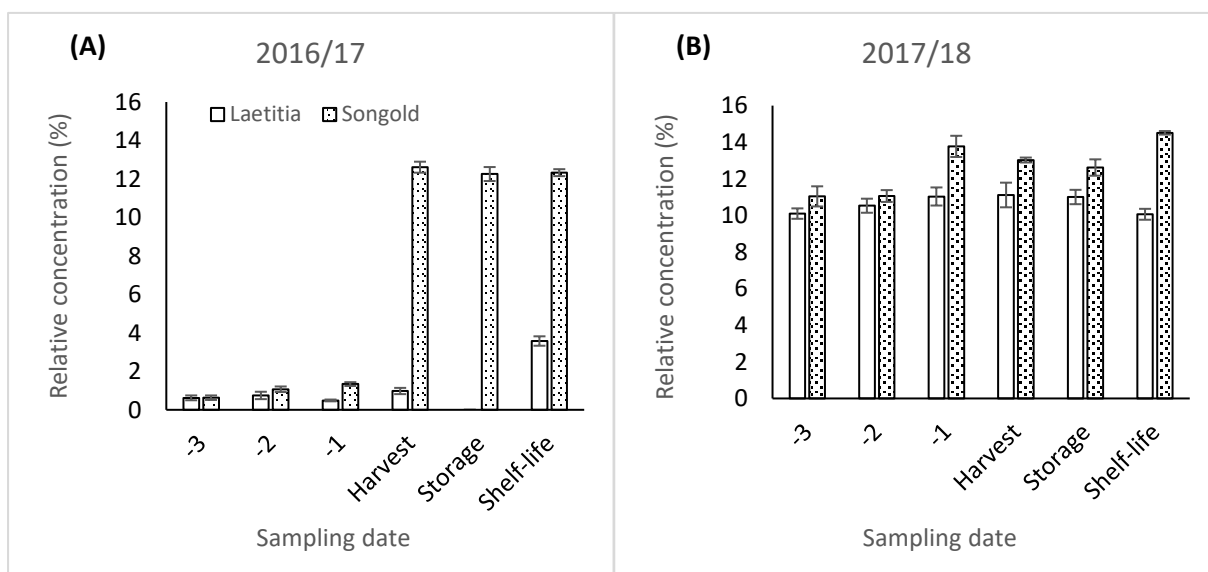 (A)
2016/17
Relative concentration (%)
16
14
12
10
8
6
4
2
0
Laetitia
Songold
-3
-2
-1
Harvest
Storage
Shelf-life
Sampling date
(B)
2017/18
Relative concentration (%)
16
14
12
10
8
6
4
2
0
-3
-2
-1
Harvest
Storage
Shelf-life
Sampling date